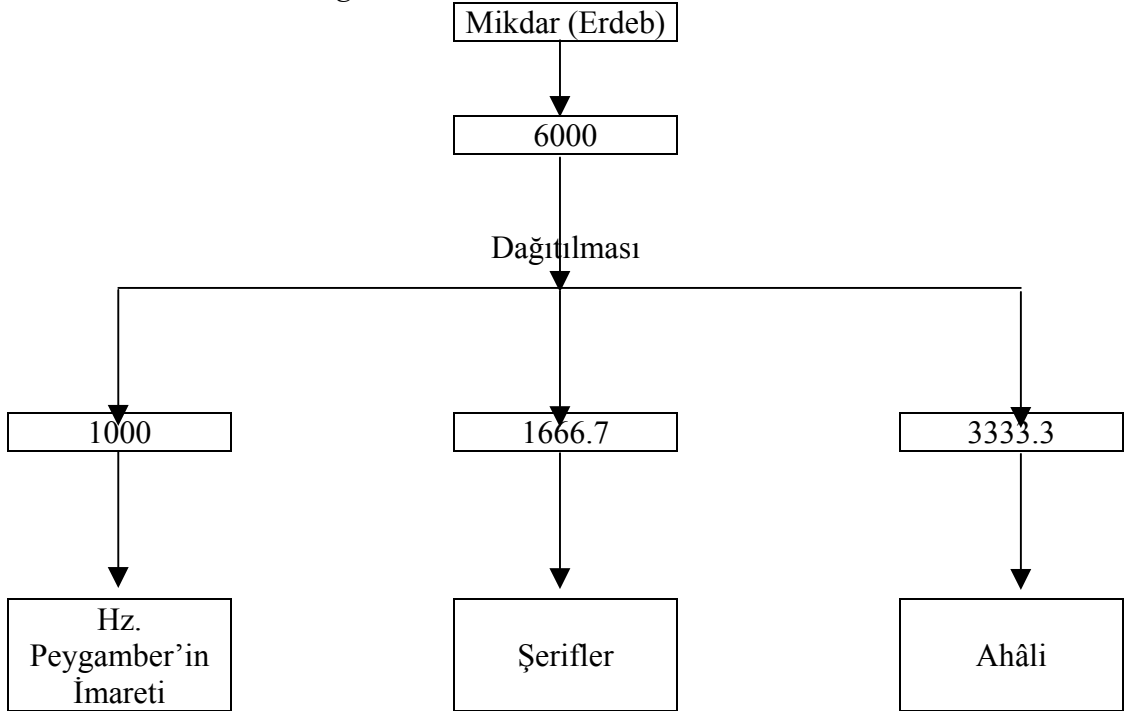 Mikdar (Erdeb)
6000
Dağıtılması
1000
1666.7
3333.3
Hz.
Peygamber’in
İmareti
Şerifler
Ahâli